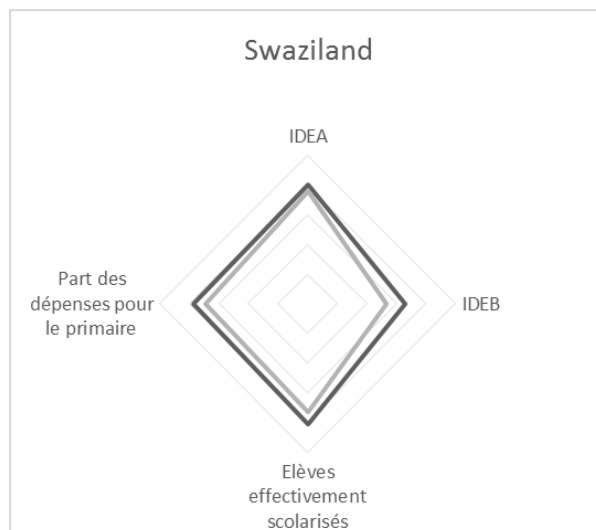 Swaziland
IDEA
Part des
dépenses pour
le primaire
IDEB
Elèves
effectivement
scolarisés